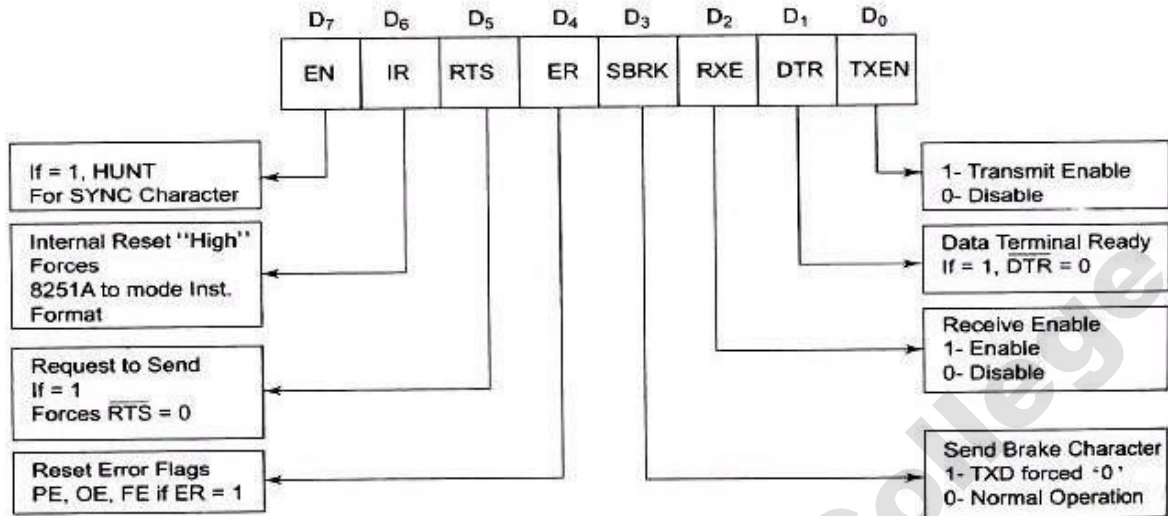 D7 D6 D5 D4 D3 D2 D1 D0
EN IR RTS ER SBRK RXE DTR TXEN
If = 1, HUNT
For SYNC Character
Internal Reset "High"
Forces
8251A to mode Inst.
Format
Request to Send
If = 1
Forces R̅T̅S̅ = 0
Reset Error Flags
PE, OE, FE if ER = 1
1- Transmit Enable
0- Disable
Data Terminal Ready
If = 1, D̅T̅R̅ = 0
Receive Enable
1- Enable
0- Disable
Send Brake Character
1- TXD forced '0'
0- Normal Operation
ollege